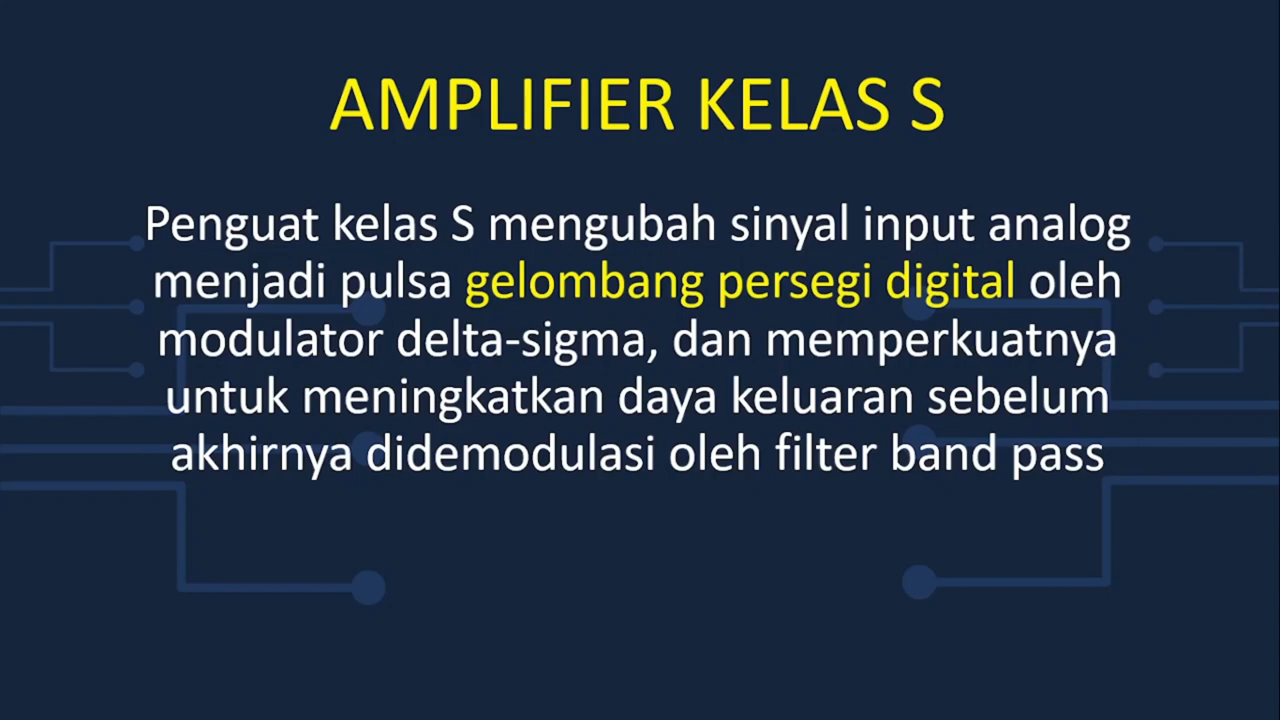 AMPLIFIER KELAS S
Penguat kelas S mengubah sinyal input analog
menjadi pulsa gelombang persegi digital oleh
modulator delta-sigma, dan memperkuatnya
untuk meningkatkan daya keluaran sebelum
akhirnya didemodulasi oleh filter band pass